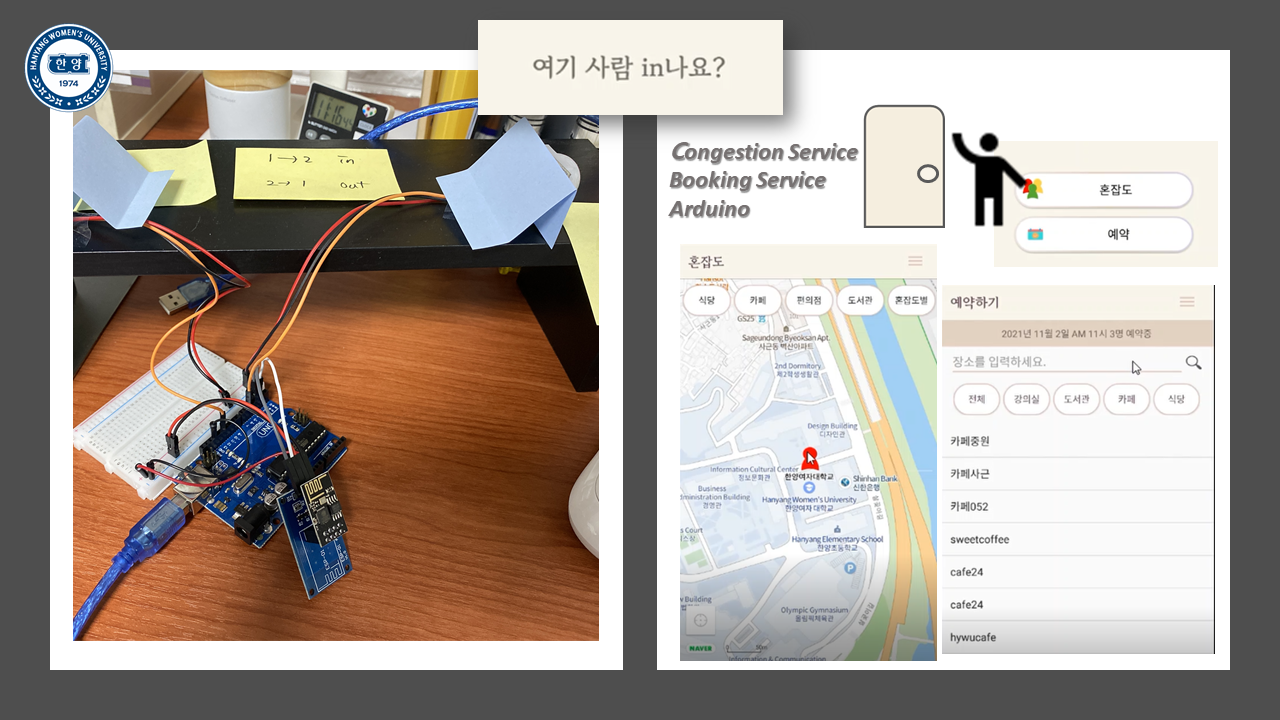 HANYANG WOMEN'S UNIVERSITY
한양
1974
여기 사람 in나요?
1 → 2 in
2 → 1 out
Congestion Service
Booking Service
Arduino
혼잡도
예약
혼잡도
식당 카페 편의점 도서관 혼잡도별
GS25
Sageundong Byeoksan Apt.
사근동 벽산아파트
2nd Dormitory
제2학생생활관
Design Building
디자인관
Information Cultural Center
정보문화관
한양여자대학교
Shinhan Bank
신한은행
Business
dministration Building
경영관
Hanyang Women's University
한양여자 대학교
s Court
Hanyang Elementary School
한양초등학교
P
w Building
Olympic Gymnasium
올림픽체육관
살곶이길
살곶이길
NAVER
50m
Information & Communication
예약하기
2021년 11월 2일 AM 11시 3명 예약중
장소를 입력하세요.
전체 강의실 도서관 카페 식당
카페중원
카페사근
카페052
sweetcoffee
cafe24
cafe24
hywucafe